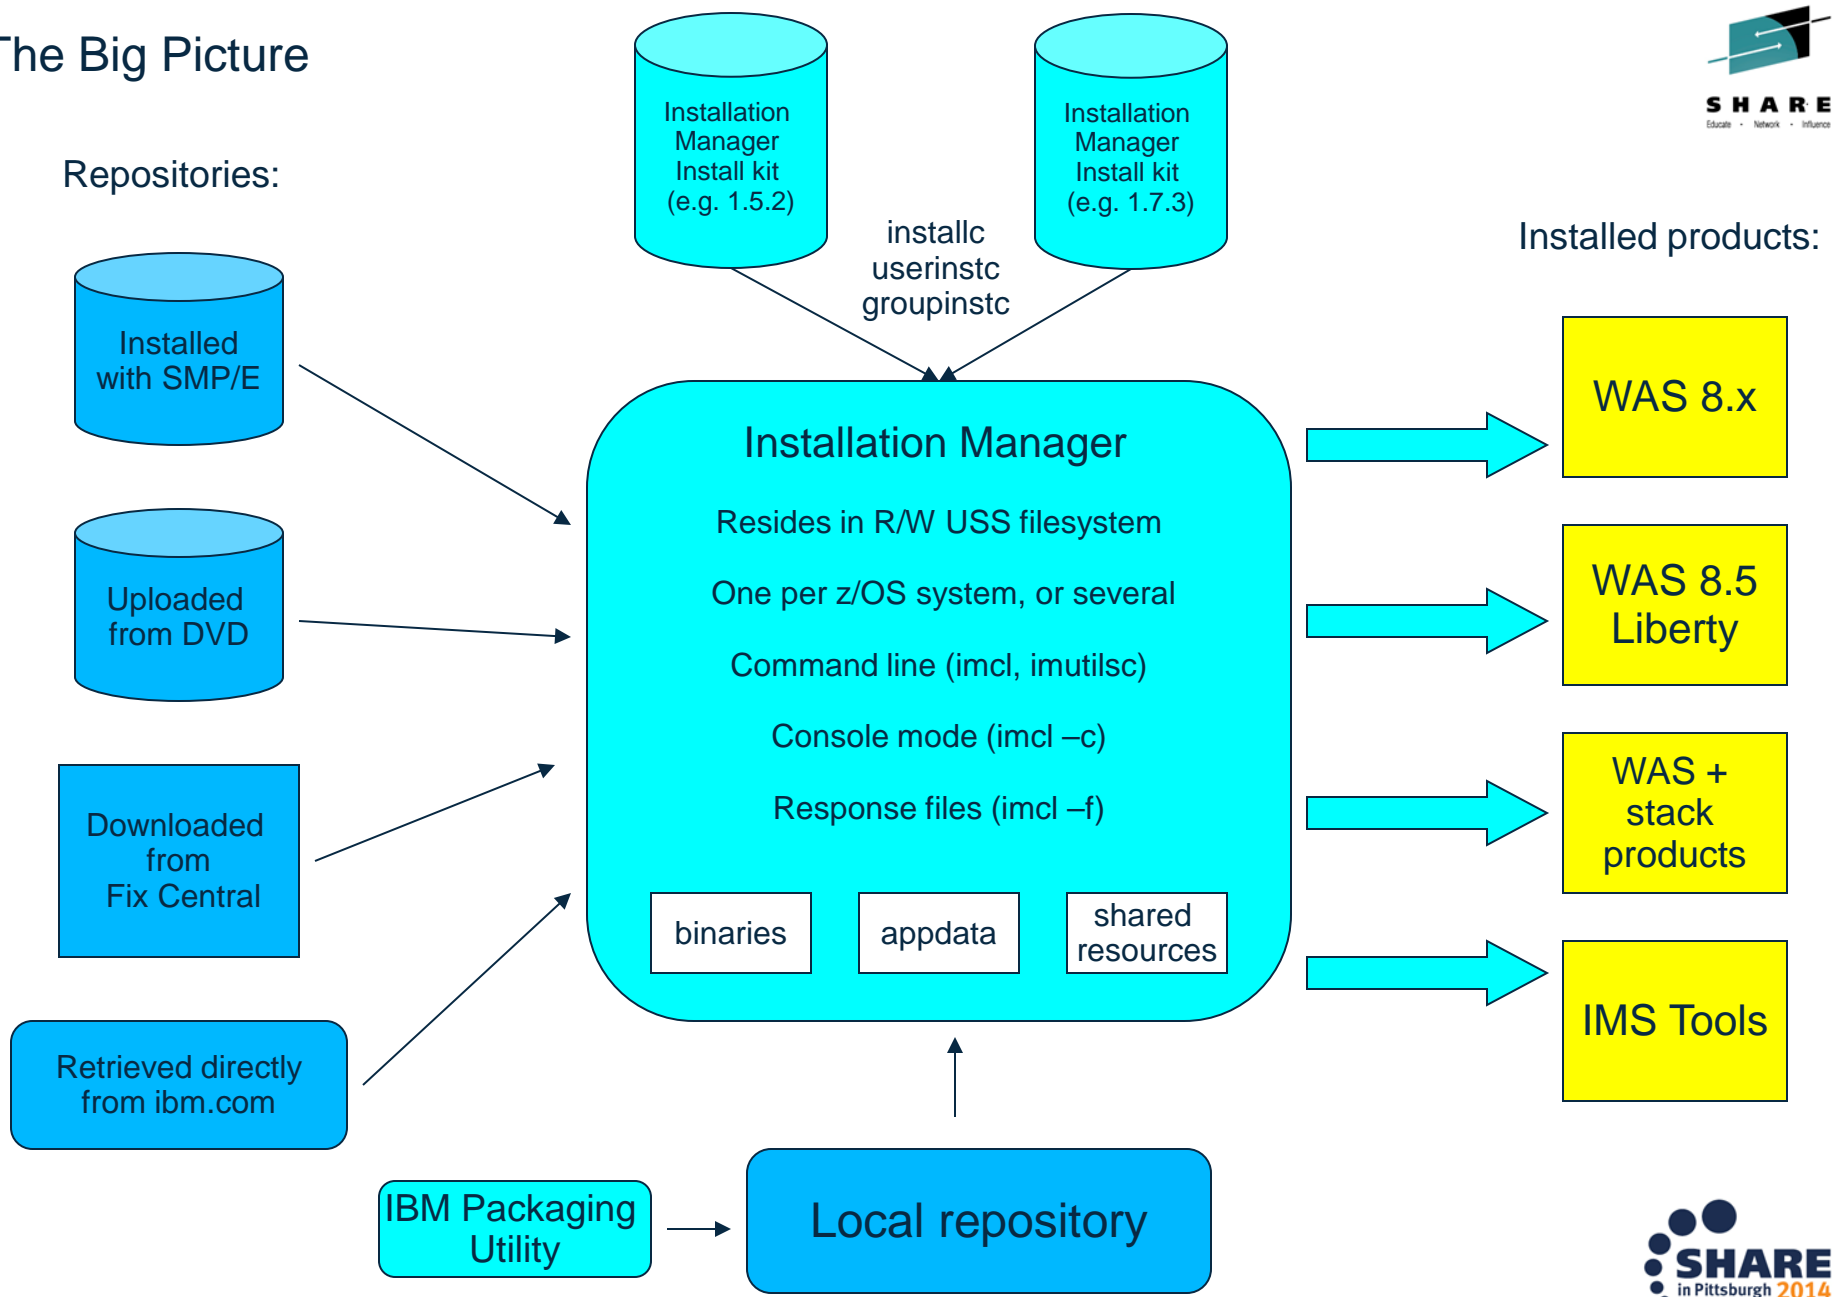 The Big Picture
Repositories:
Installed
with SMP/E
Uploaded
from DVD
Downloaded
from
Fix Central
Retrieved directly
from ibm.com
Installation
Manager
Install kit
(e.g. 1.5.2)
Installation
Manager
Install kit
(e.g. 1.7.3)
installc
userinstc
groupinstc
Installation Manager
Resides in R/W USS filesystem
One per z/OS system, or several
Command line (imcl, imutilsc)
Console mode (imcl –c)
Response files (imcl –f)
binaries
appdata
shared
resources
IBM Packaging
Utility
Local repository
SHARE
Educate · Network · Influence
Installed products:
WAS 8.x
WAS 8.5
Liberty
WAS +
stack
products
IMS Tools
SHARE
in Pittsburgh 2014